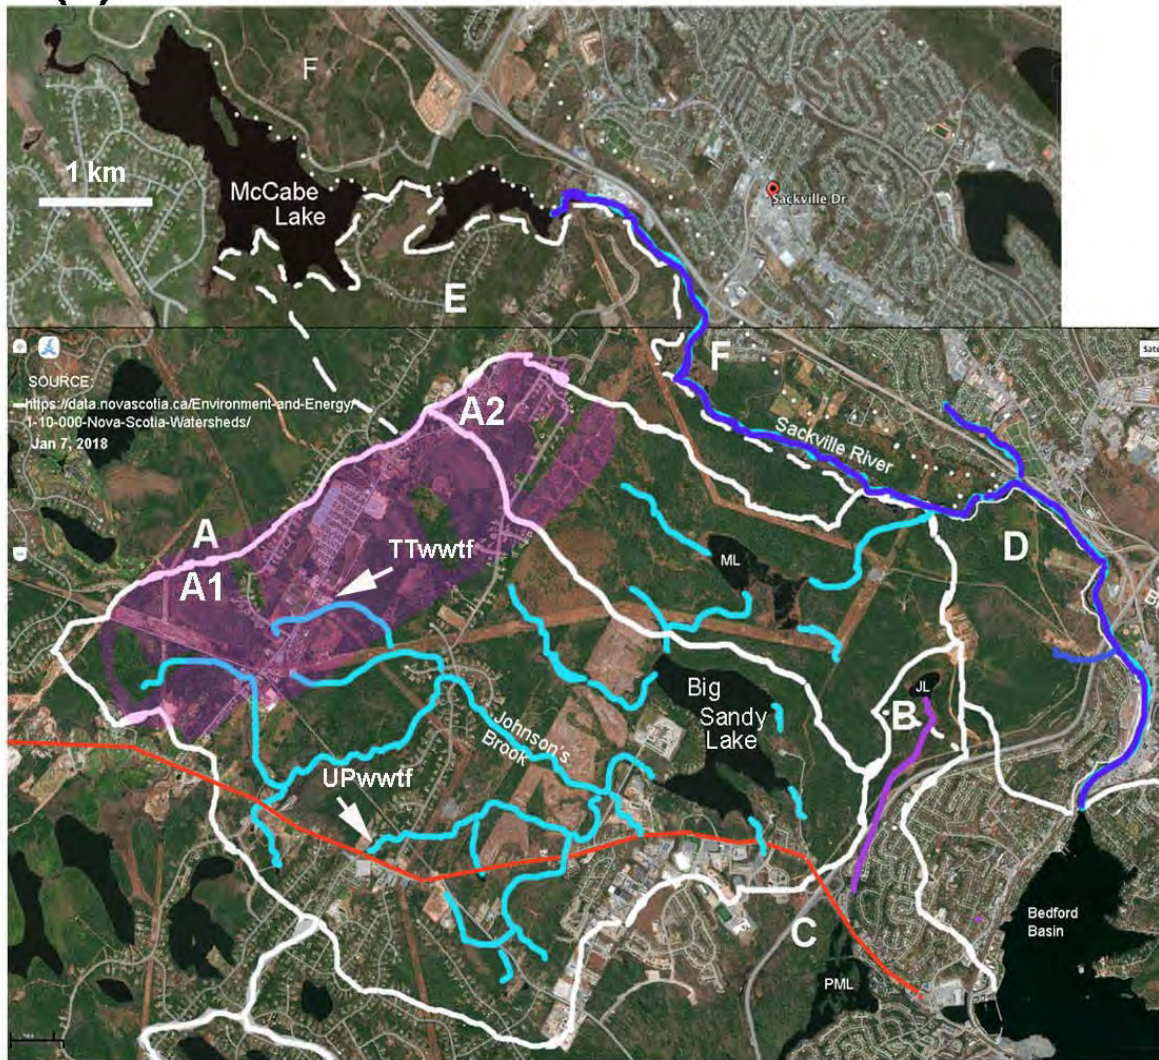 F
1 km
McCabe
Lake
Sackville Dr
E
SOURCE:
https://data.novascotia.ca/Environment-and-Energy/
1-10-000-Nova-Scotia-Watersheds/
Jan 7, 2018
A2
F
Sackville River
A
A1
TTwwtf
ML
D
JL
B
Big
Sandy
Lake
Johnson's
Brook
UPwwtf
C
PML
Bedford
Basin